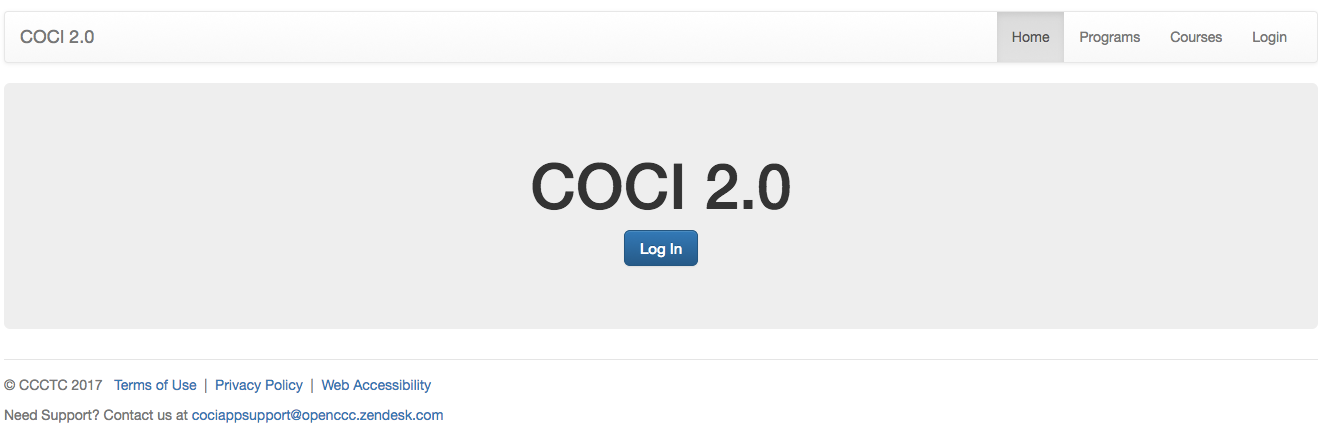 COCI 2.0 Home Programs Courses Login
COCI 2.0
Log In
© CCCTC 2017 Terms of Use | Privacy Policy | Web Accessibility
Need Support? Contact us at cociappsupport@openccc.zendesk.com